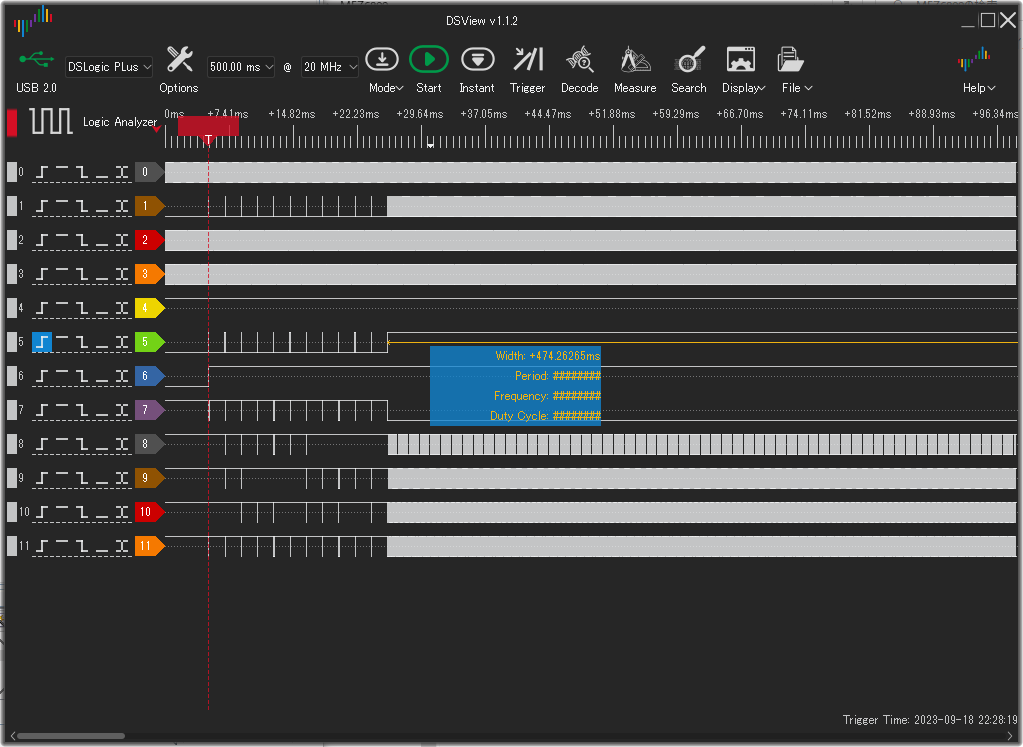 DSView v1.1.2
DSLogic PLus
500.00 ms
@
20 MHz
USB 2.0
Options
Mode
Start
Instant
Trigger
Decode
Measure
Search
Display
File
Help
Logic Analyzer
0ms
+7.41ms
+14.82ms
+22.23ms
+29.64ms
+37.05ms
+44.47ms
+51.88ms
+59.29ms
+66.70ms
+74.11ms
+81.52ms
+88.93ms
+96.34ms
T
0 0
1 1
2 2
3 3
4 4
5 5
Width: +474.26265ms
6 6
Period: ########
Frequency: ########
7 7
Duty Cycle: ########
8 8
9 9
10 10
11 11
Trigger Time: 2023-09-18 22:28:19